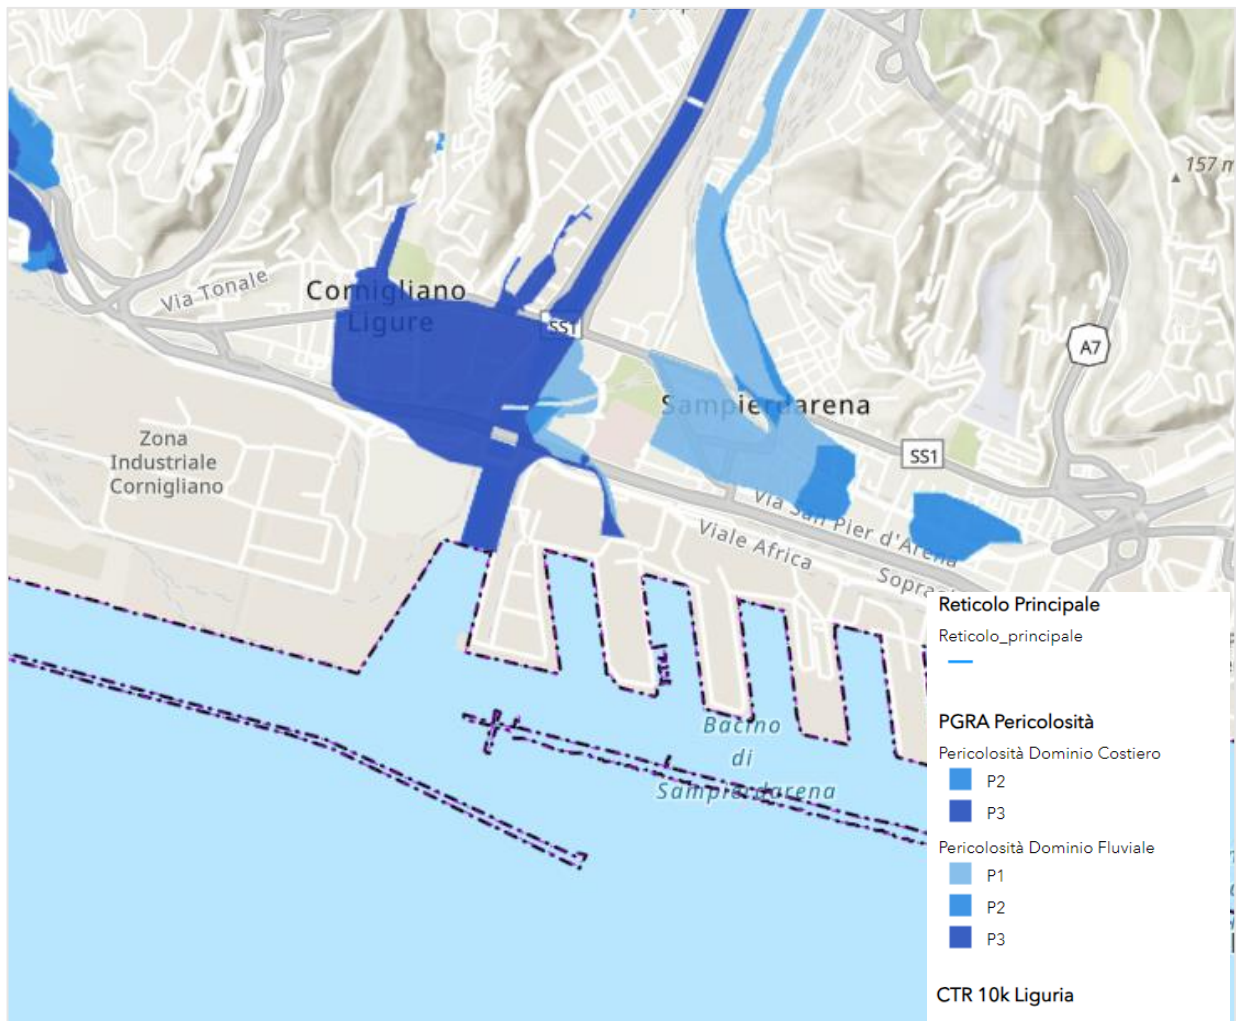 157 m
Via Tonale
Cornigliano
Ligure
SS1
A7
Sampierdarena
Zona
Industriale
Cornigliano
SS1
Via San Pier d'Arena
Viale Africa
Sopra
Bacino
di
Sampierdarena
Reticolo Principale
Reticolo_principale
PGRA Pericolosità
Pericolosità Dominio Costiero
P2
P3
Pericolosità Dominio Fluviale
P1
P2
P3
CTR 10k Liguria